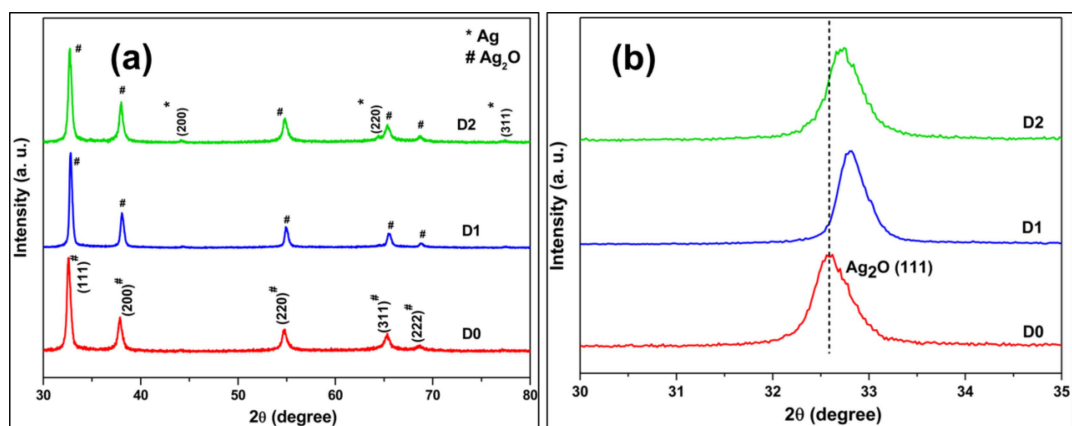 (a)
* Ag
# Ag₂O
#
#
*
(200)
#
*
(220)
#
#
*
(311)
D2
#
#
#
#
#
D1
#
(111)
#
(200)
#
(220)
#
(311)
#
(222)
D0
Intensity (a. u.)
30 40 50 60 70 80
2θ (degree)
(b)
D2
D1
Ag₂O (111)
D0
Intensity (a. u.)
30 31 32 33 34 35
2θ (degree)